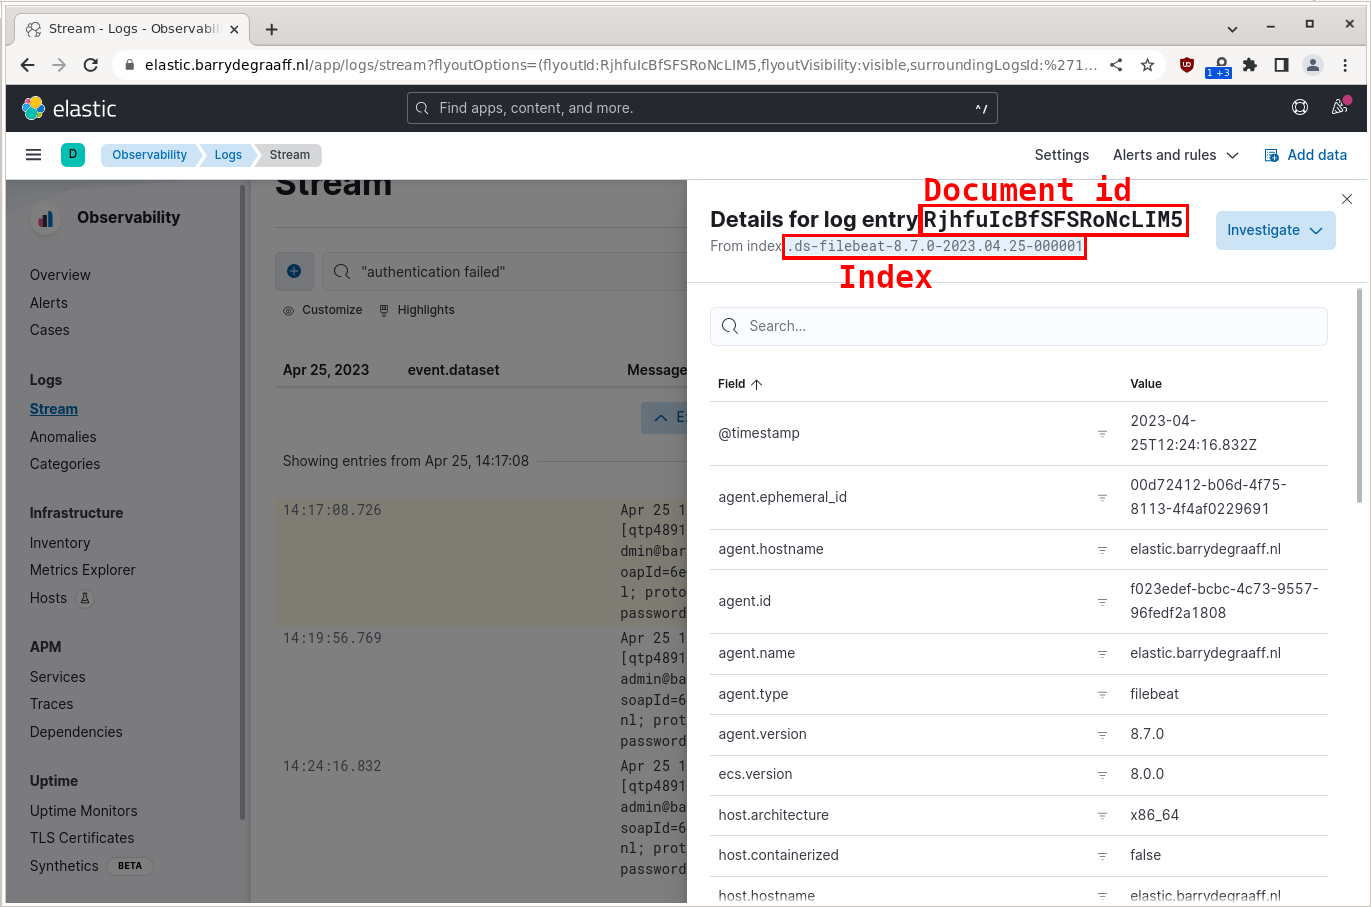 Stream - Logs - Observabil
elastic.barrydegraaff.nl/app/logs/stream?flyoutOptions=(flyoutId:RjhfuIcBfSFSRoNcLIM5,flyoutVisibility:visible,surroundingLogsId:%271...
1 +3
elastic
Find apps, content, and more.
^/
D
Observability
Logs
Stream
Settings
Alerts and rules
Add data
Observability
Overview
Alerts
Cases
Logs
Stream
Anomalies
Categories
Infrastructure
Inventory
Metrics Explorer
Hosts
APM
Services
Traces
Dependencies
Uptime
Uptime Monitors
TLS Certificates
Synthetics BETA
Stream
"authentication failed"
Customize
Highlights
Apr 25, 2023 event.dataset Message
Showing entries from Apr 25, 14:17:08
14:17:08.726 Apr 25 1
[qtp4891
dmin@bar
oapId=6e
l; proto
password
14:19:56.769 Apr 25 1
[qtp4891
admin@ba
soapId=6
nl; prot
password
14:24:16.832 Apr 25 1
[qtp4891
admin@ba
soapId=6
nl; prot
password
Document id
Details for log entry RjhfuIcBfSFSRoNcLIM5
From index .ds-filebeat-8.7.0-2023.04.25-000001
Index
Investigate
Search...
Field Value
@timestamp 2023-04-
25T12:24:16.832Z
agent.ephemeral_id 00d72412-b06d-4f75-
8113-4f4af0229691
agent.hostname elastic.barrydegraaff.nl
agent.id f023edef-bcbc-4c73-9557-
96fedf2a1808
agent.name elastic.barrydegraaff.nl
agent.type filebeat
agent.version 8.7.0
ecs.version 8.0.0
host.architecture x86_64
host.containerized false
host.hostname elastic.barrydegraaff.nl